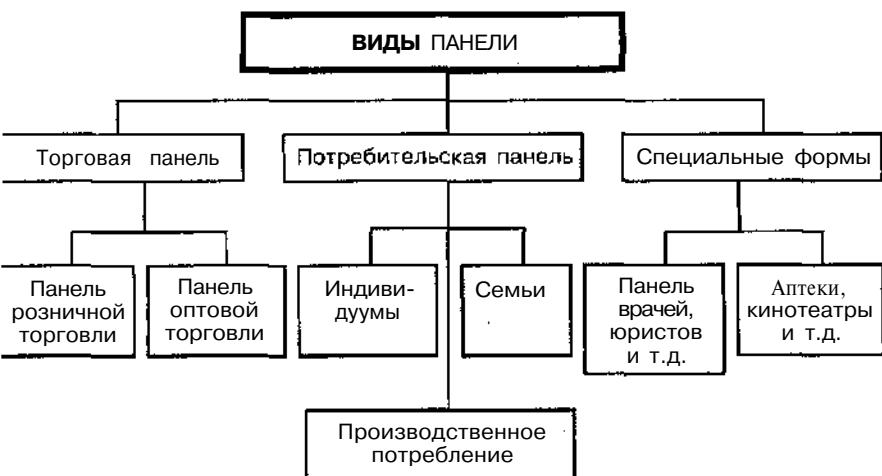 ВИДЫ ПАНЕЛИ
Торговая панель
Потребительская панель
Специальные формы
Панель
розничной
торговли
Панель
оптовой
торговли
Индиви-
дуумы
Семьи
Панель
врачей,
юристов
и т.д.
Аптеки,
кинотеатры
и т.д.
Производственное
потребление